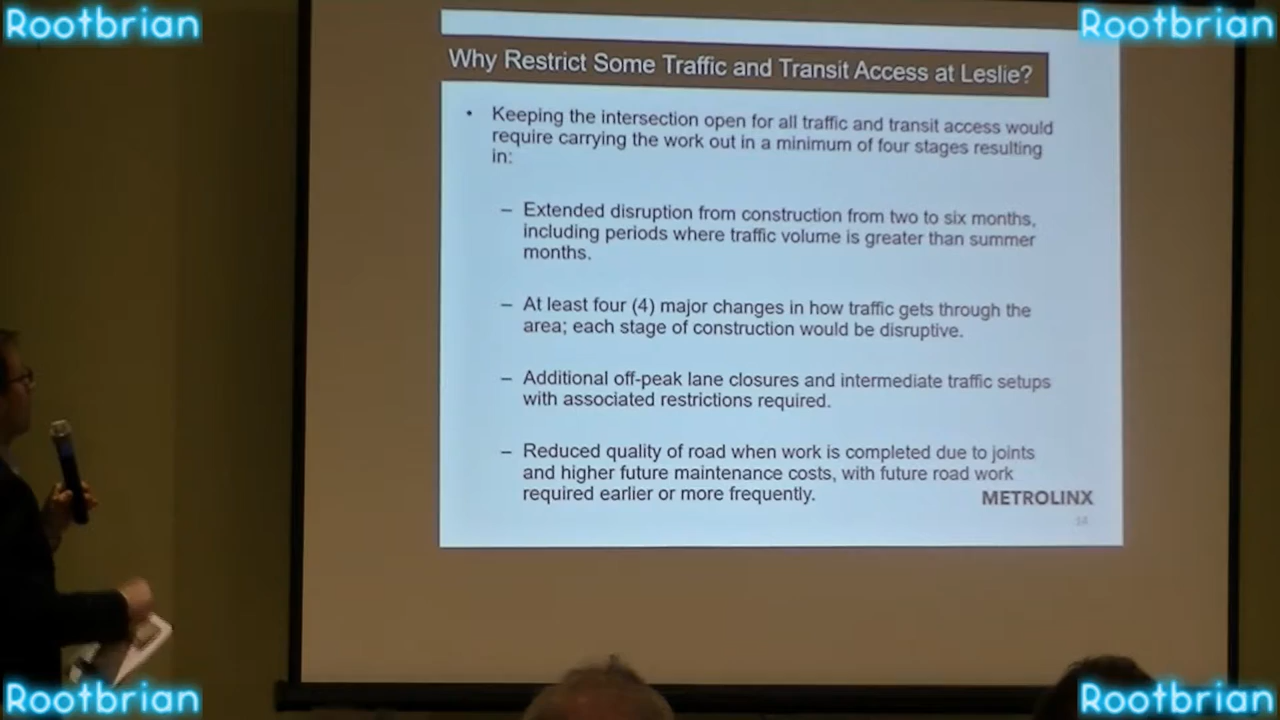 Rootbrian
Rootbrian
Why Restrict Some Traffic and Transit Access at Leslie?
• Keeping the intersection open for all traffic and transit access would
require carrying the work out in a minimum of four stages resulting
in:
– Extended disruption from construction from two to six months,
including periods where traffic volume is greater than summer
months.
– At least four (4) major changes in how traffic gets through the
area; each stage of construction would be disruptive.
– Additional off-peak lane closures and intermediate traffic setups
with associated restrictions required.
– Reduced quality of road when work is completed due to joints
and higher future maintenance costs, with future road work
required earlier or more frequently.
METROLINX
14
Rootbrian
Rootbrian